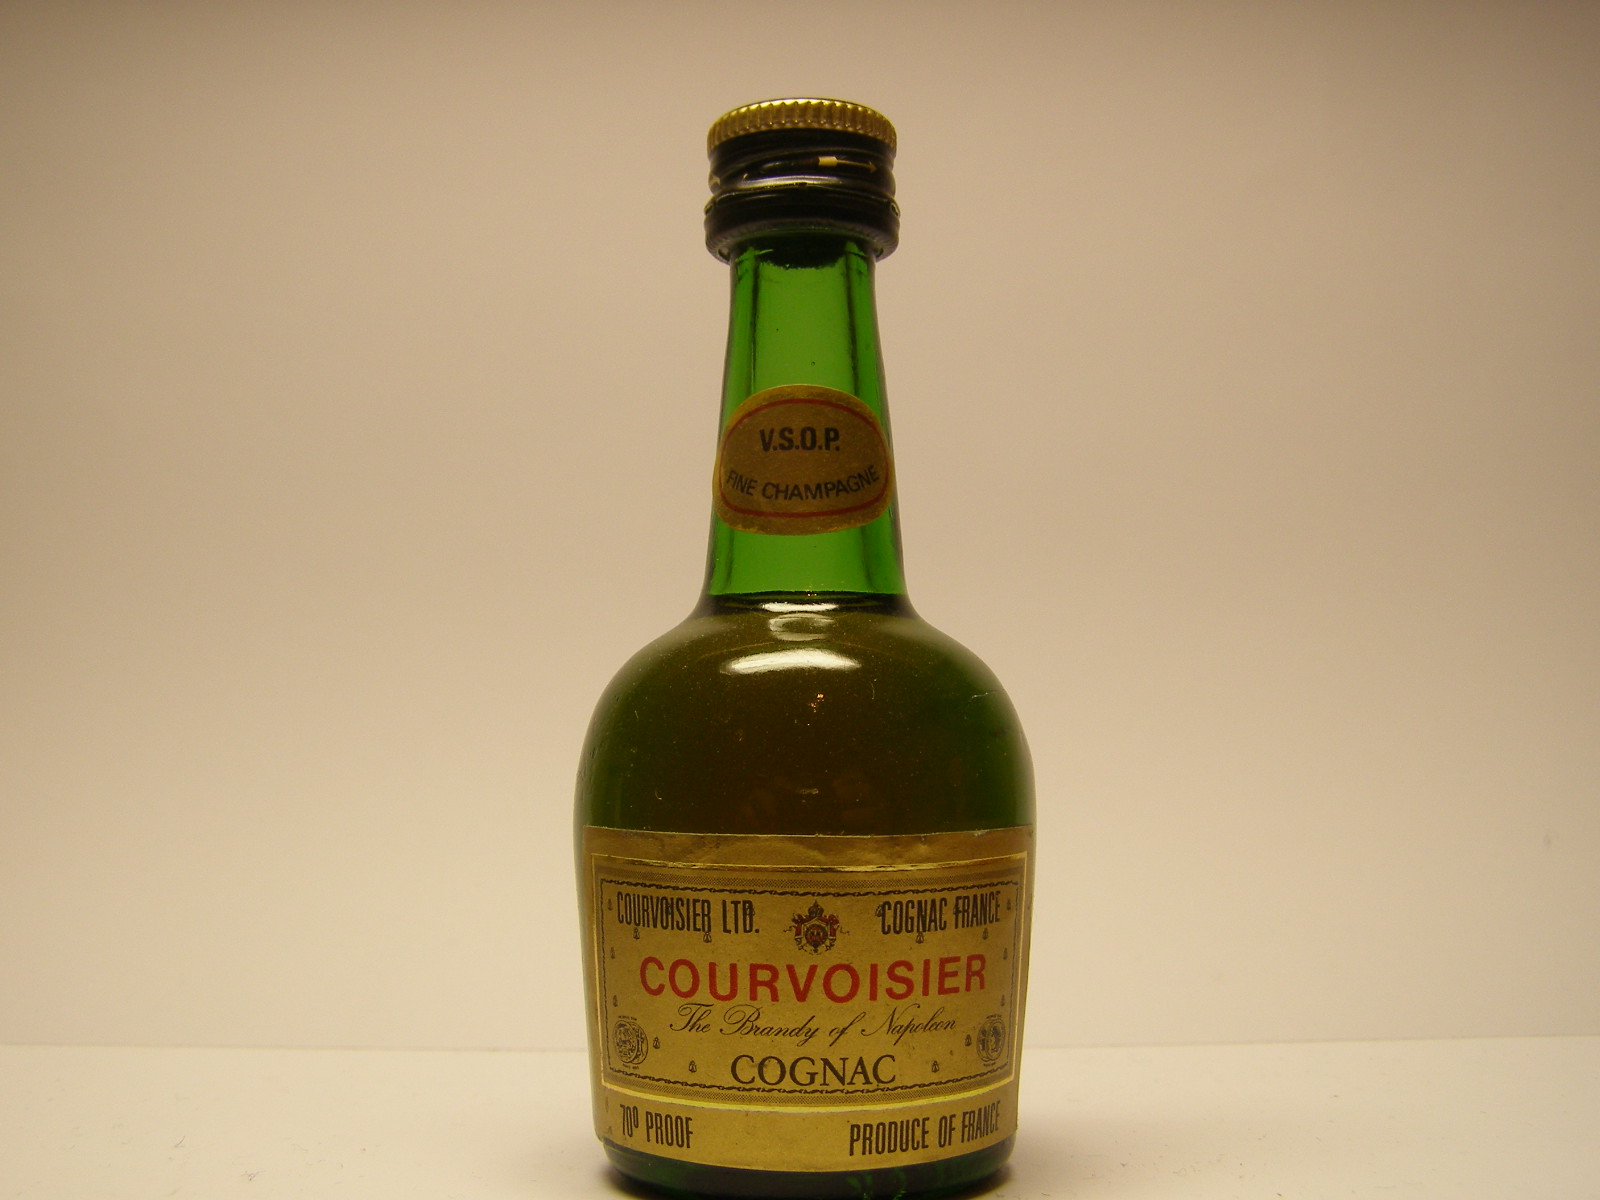 V.S.O.P.
FINE CHAMPAGNE
COURVOISIER LTD. COGNAC FRANCE
COURVOISIER
The Brandy of Napoleon
COGNAC
70º PROOF PRODUCE OF FRANCE